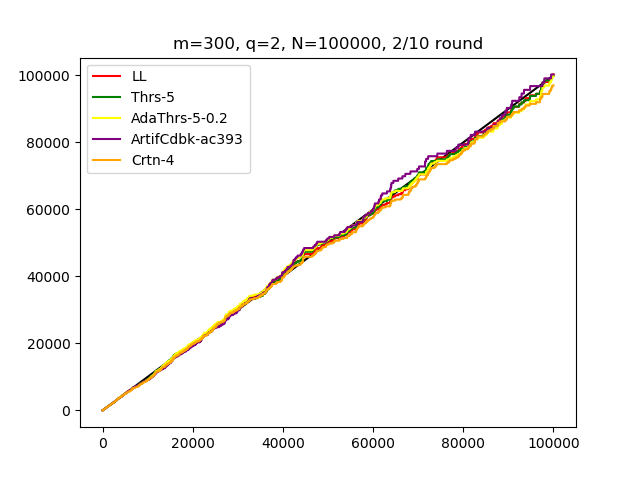 m=300, q=2, N=100000, 2/10 round
100000
80000
60000
40000
20000
0
LL
Thrs-5
AdaThrs-5-0.2
ArtifCdbk-ac393
Crtn-4
0 20000 40000 60000 80000 100000